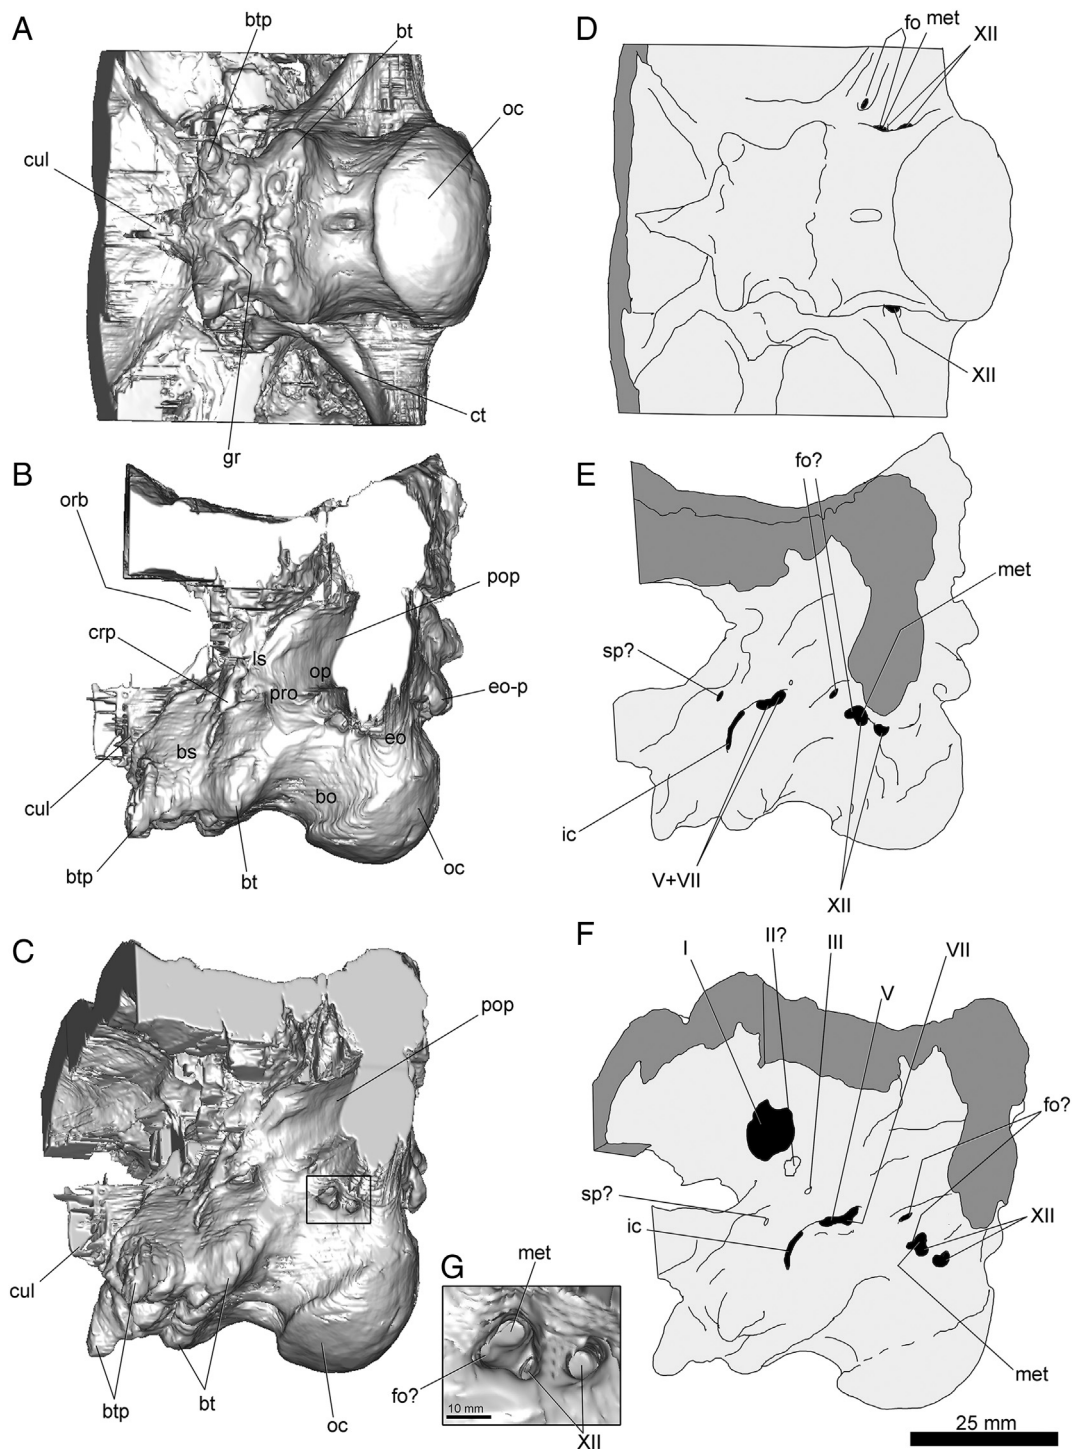 A
btp
bt
oc
cul
ct
gr
D
fo met
XII
XII
B
orb
crp
ls
op
pop
pro
eo-p
bs
eo
bo
cul
btp
bt
oc
E
fo?
met
sp?
ic
V+VII
XII
C
pop
cul
btp
bt
oc
F
I
II?
III
V
VII
fo?
sp?
ic
XII
met
25 mm
G
met
fo?
10 mm
XII